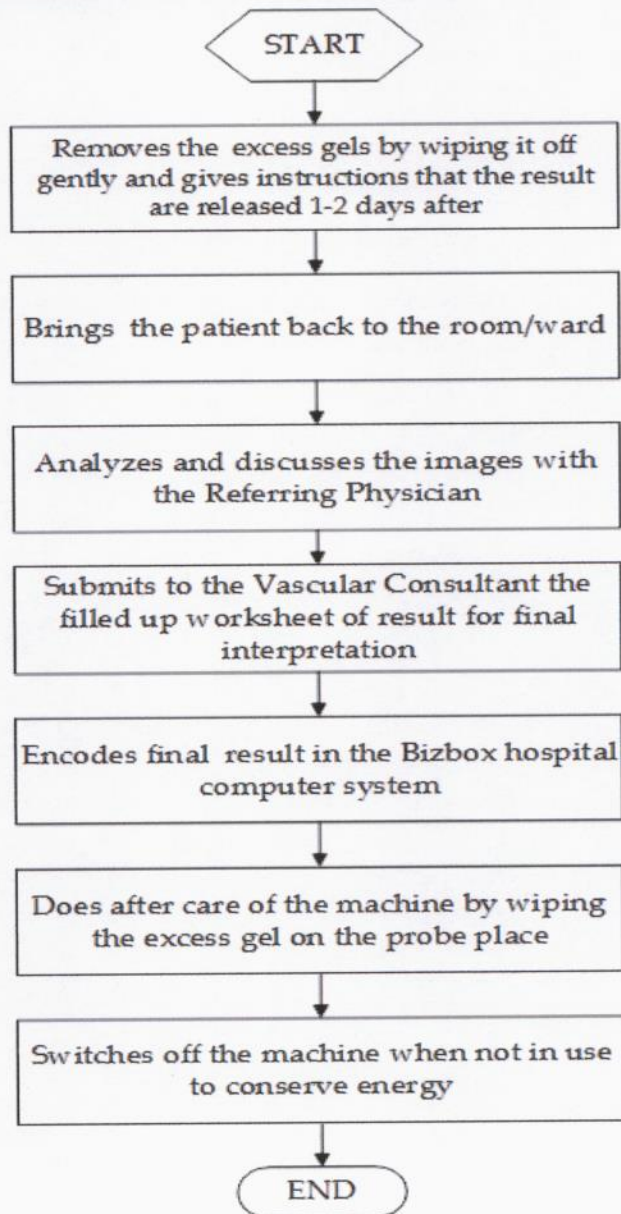 START
Removes the excess gels by wiping it off
gently and gives instructions that the result
are released 1-2 days after
Brings the patient back to the room/ward
Analyzes and discusses the images with
the Referring Physician
Submits to the Vascular Consultant the
filled up worksheet of result for final
interpretation
Encodes final result in the Bizbox hospital
computer system
Does after care of the machine by wiping
the excess gel on the probe place
Switches off the machine when not in use
to conserve energy
END